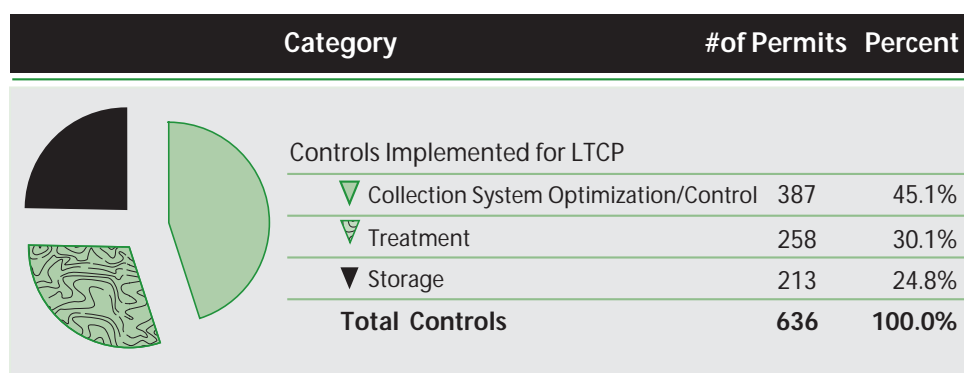 Category #of Permits Percent
Controls Implemented for LTCP
Collection System Optimization/Control 387 45.1%
Treatment 258 30.1%
Storage 213 24.8%
Total Controls 636 100.0%